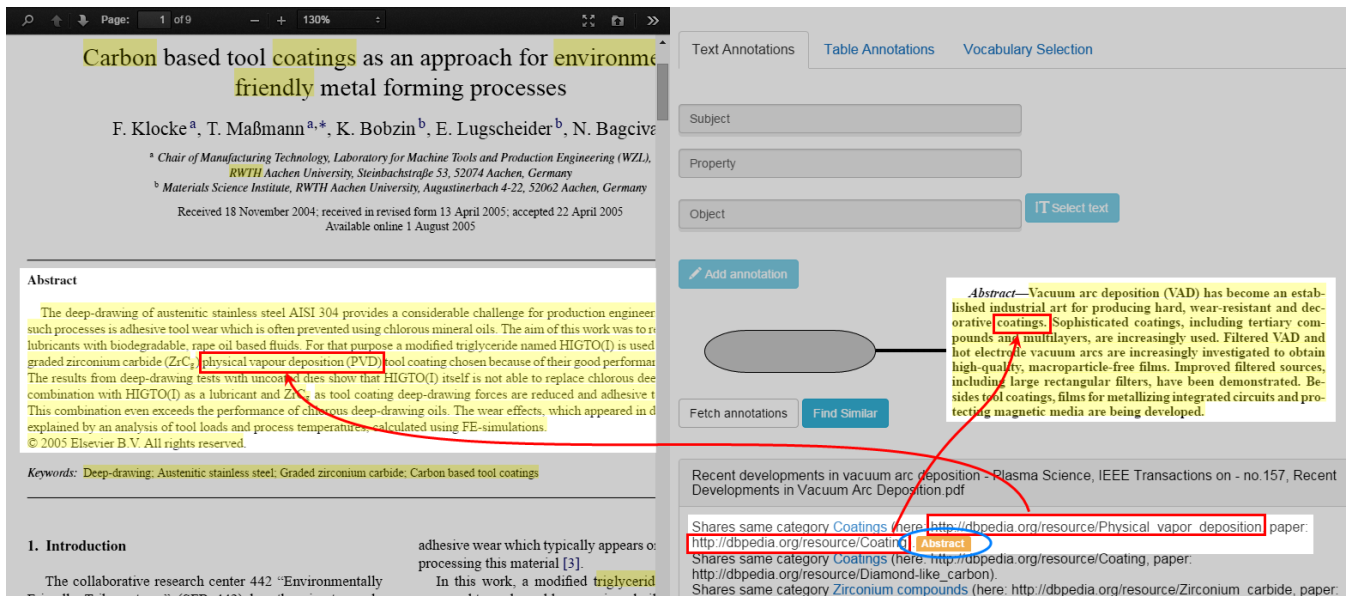 Page: 1 of 9 − + 130%
Carbon based tool coatings as an approach for environme
friendly metal forming processes
F. Klocke a, T. Maßmann a,*, K. Bobzin b, E. Lugscheider b, N. Bagciva
a Chair of Manufacturing Technology, Laboratory for Machine Tools and Production Engineering (WZL),
RWTH Aachen University, Steinbachstraße 53, 52074 Aachen, Germany
b Materials Science Institute, RWTH Aachen University, Augustinerbach 4-22, 52062 Aachen, Germany
Received 18 November 2004; received in revised form 13 April 2005; accepted 22 April 2005
Available online 1 August 2005
Abstract
The deep-drawing of austenitic stainless steel AISI 304 provides a considerable challenge for production engineer
such processes is adhesive tool wear which is often prevented using chlorous mineral oils. The aim of this work was to re
lubricants with biodegradable, rape oil based fluids. For that purpose a modified triglyceride named HIGTO(I) is used
graded zirconium carbide (ZrCg) physical vapour deposition (PVD) tool coating chosen because of their good performan
The results from deep-drawing tests with uncoated dies show that HIGTO(I) itself is not able to replace chlorous dee
combination with HIGTO(I) as a lubricant and ZrCg as tool coating deep-drawing forces are reduced and adhesive t
This combination even exceeds the performance of chlorous deep-drawing oils. The wear effects, which appeared in d
explained by an analysis of tool loads and process temperatures, calculated using FE-simulations.
© 2005 Elsevier B.V. All rights reserved.
Keywords: Deep-drawing; Austenitic stainless steel; Graded zirconium carbide; Carbon based tool coatings
1. Introduction
The collaborative research center 442 “Environmentally
adhesive wear which typically appears o
processing this material [3].
In this work, a modified triglycerid
Text Annotations Table Annotations Vocabulary Selection
Subject
Property
Object
Select text
Add annotation
Abstract—Vacuum arc deposition (VAD) has become an estab-
lished industrial art for producing hard, wear-resistant and dec-
orative coatings. Sophisticated coatings, including tertiary com-
pounds and multilayers, are increasingly used. Filtered VAD and
hot electrode vacuum arcs are increasingly investigated to obtain
high-quality, macroparticle-free films. Improved filtered sources,
including large rectangular filters, have been demonstrated. Be-
sides tool coatings, films for metallizing integrated circuits and pro-
tecting magnetic media are being developed.
Fetch annotations Find Similar
Recent developments in vacuum arc deposition - Plasma Science, IEEE Transactions on - no.157, Recent
Developments in Vacuum Arc Deposition.pdf
Shares same category Coatings (here: http://dbpedia.org/resource/Physical_vapor_deposition, paper:
http://dbpedia.org/resource/Coating). Abstract
Shares same category Coatings (here: http://dbpedia.org/resource/Coating, paper:
http://dbpedia.org/resource/Diamond-like_carbon).
Shares same category Zirconium compounds (here: http://dbpedia.org/resource/Zirconium_carbide, paper: